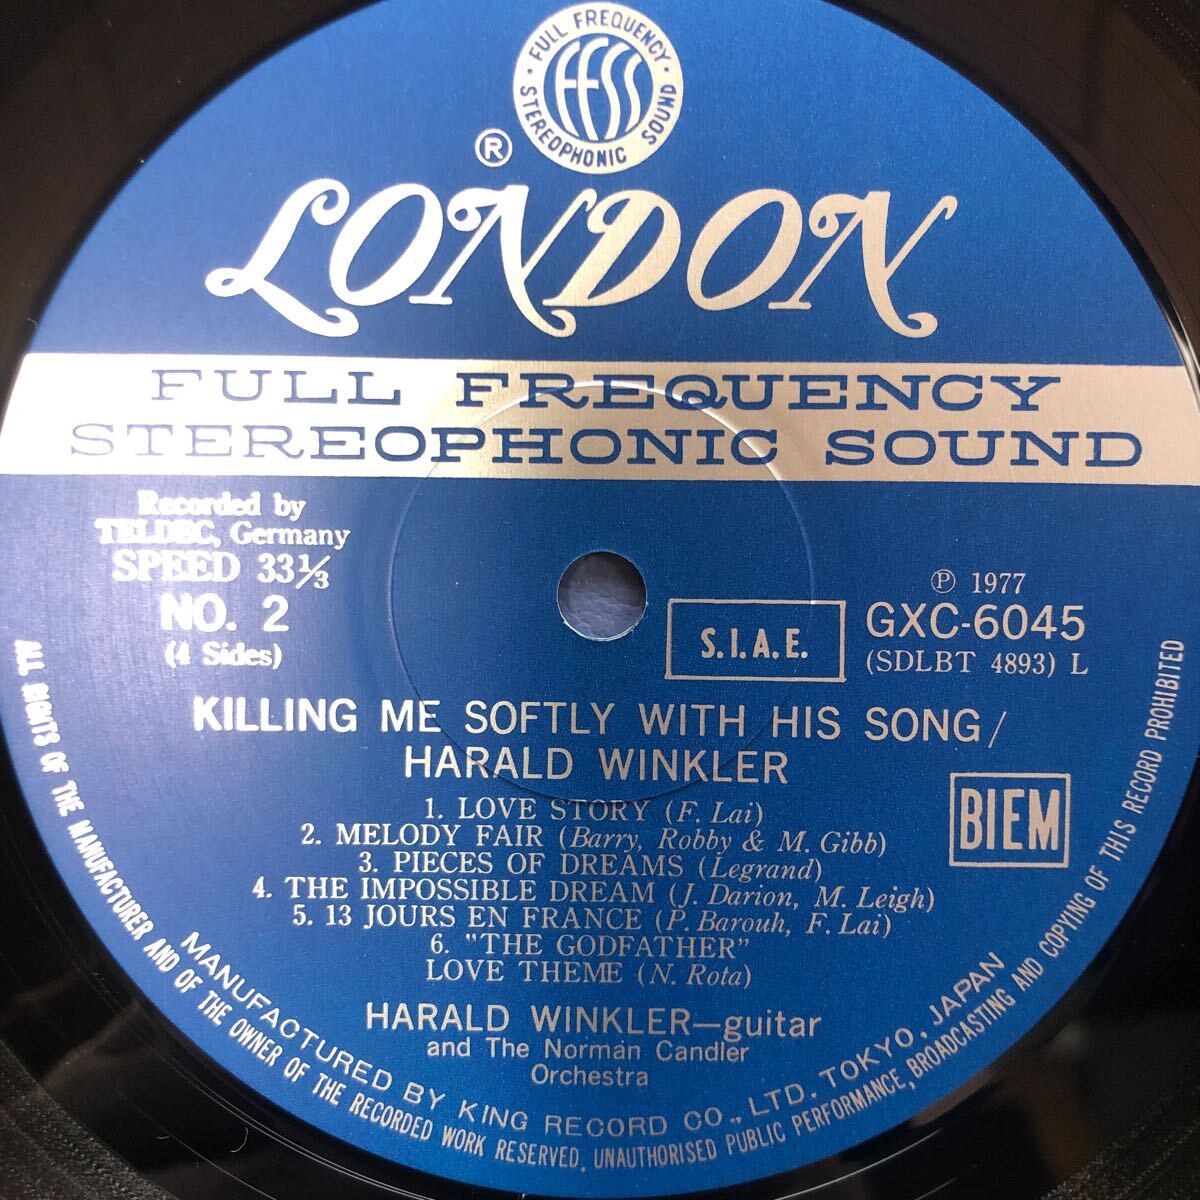 · FULL FREQUENCY · STEREOPHONIC SOUND
FFSS
®
LONDON
FULL FREQUENCY
STEREOPHONIC SOUND
Recorded by
TELDEC, Germany
SPEED 33⅓
NO. 2
(4 Sides)
S.I.A.E.
℗ 1977
GXC-6045
(SDLBT 4893) L
KILLING ME SOFTLY WITH HIS SONG/
HARALD WINKLER
1. LOVE STORY (F. Lai)
2. MELODY FAIR (Barry, Robby & M. Gibb)
3. PIECES OF DREAMS (Legrand)
4. THE IMPOSSIBLE DREAM (J. Darion, M. Leigh)
5. 13 JOURS EN FRANCE (P. Barouh, F. Lai)
6. "THE GODFATHER"
LOVE THEME (N. Rota)
BIEM
HARALD WINKLER—guitar
and The Norman Candler
Orchestra
MANUFACTURED BY KING RECORD CO., LTD. TOKYO, JAPAN
ALL RIGHTS OF THE MANUFACTURER AND OF THE OWNER OF THE RECORDED WORK RESERVED. UNAUTHORISED PUBLIC PERFORMANCE, BROADCASTING AND COPYING OF THIS RECORD PROHIBITED